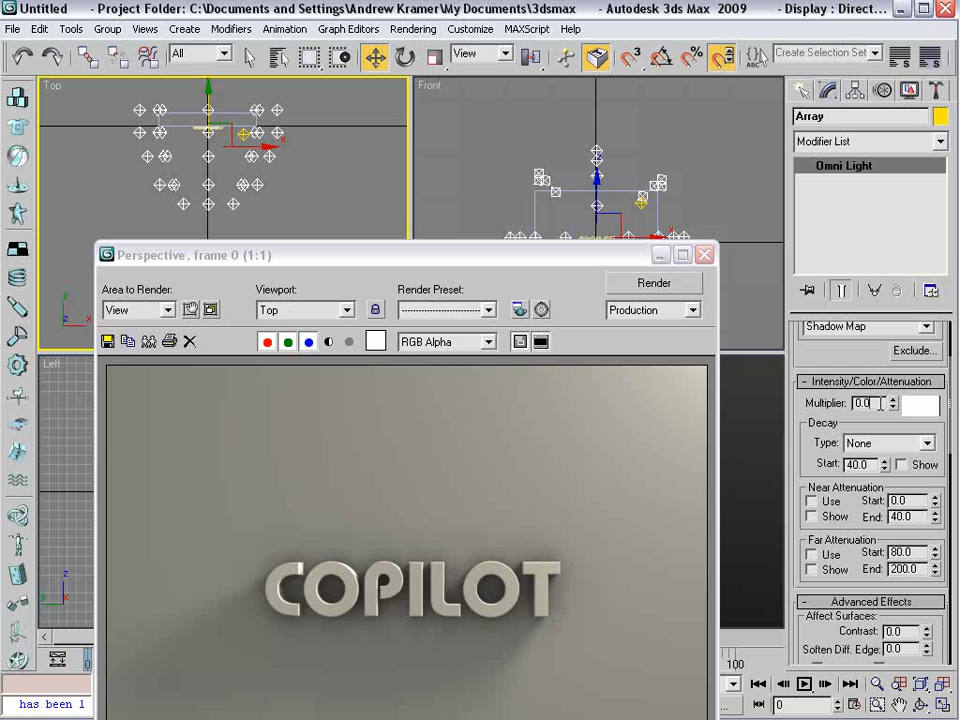 Untitled - Project Folder: C:\Documents and Settings\Andrew Kramer\My Documents\3dsmax - Autodesk 3ds Max 2009 - Display : Direct...
File Edit Tools Group Views Create Modifiers Animation Graph Editors Rendering MAXScript Help
All View 3 % ABC Create Selection Set
Top Front
Array
Modifier List
Omni Light
Perspective, frame 0 (1:1)
Area to Render: Viewport: Render Preset: Render
View Top Production
RGB Alpha
Shadow Map
Exclude...
Left
- Intensity/Color/Attenuation
Multiplier: 0.0
Decay
Type: None
Start: 40.0 Show
Near Attenuation
Use Start: 0.0
Show End: 40.0
Far Attenuation
Use Start: 80.0
Show End: 200.0
- Advanced Effects
Affect Surfaces:
Contrast: 0.0
Soften Diff. Edge: 0.0
COPILOT
100
has been l
0